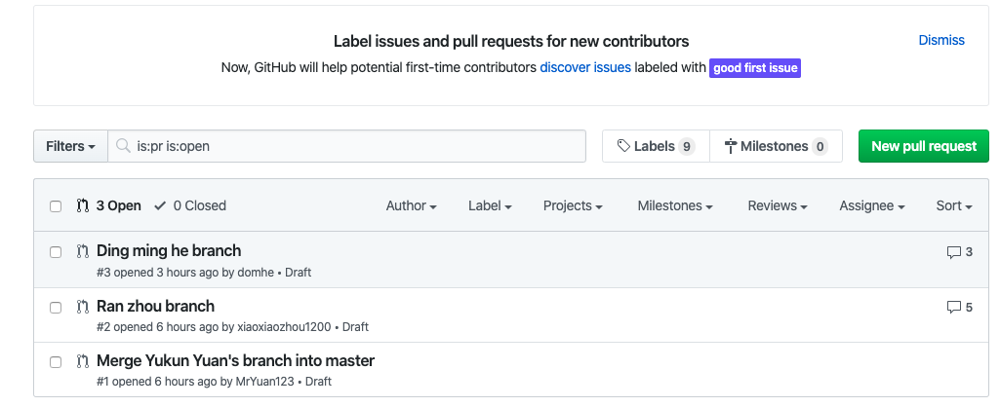 Label issues and pull requests for new contributors
Dismiss
Now, GitHub will help potential first-time contributors discover issues labeled with good first issue
Filters
is:pr is:open
Labels 9
Milestones 0
New pull request
3 Open
0 Closed
Author
Label
Projects
Milestones
Reviews
Assignee
Sort
Ding ming he branch
3
#3 opened 3 hours ago by domhe • Draft
Ran zhou branch
5
#2 opened 6 hours ago by xiaoxiaozhou1200 • Draft
Merge Yukun Yuan's branch into master
#1 opened 6 hours ago by MrYuan123 • Draft